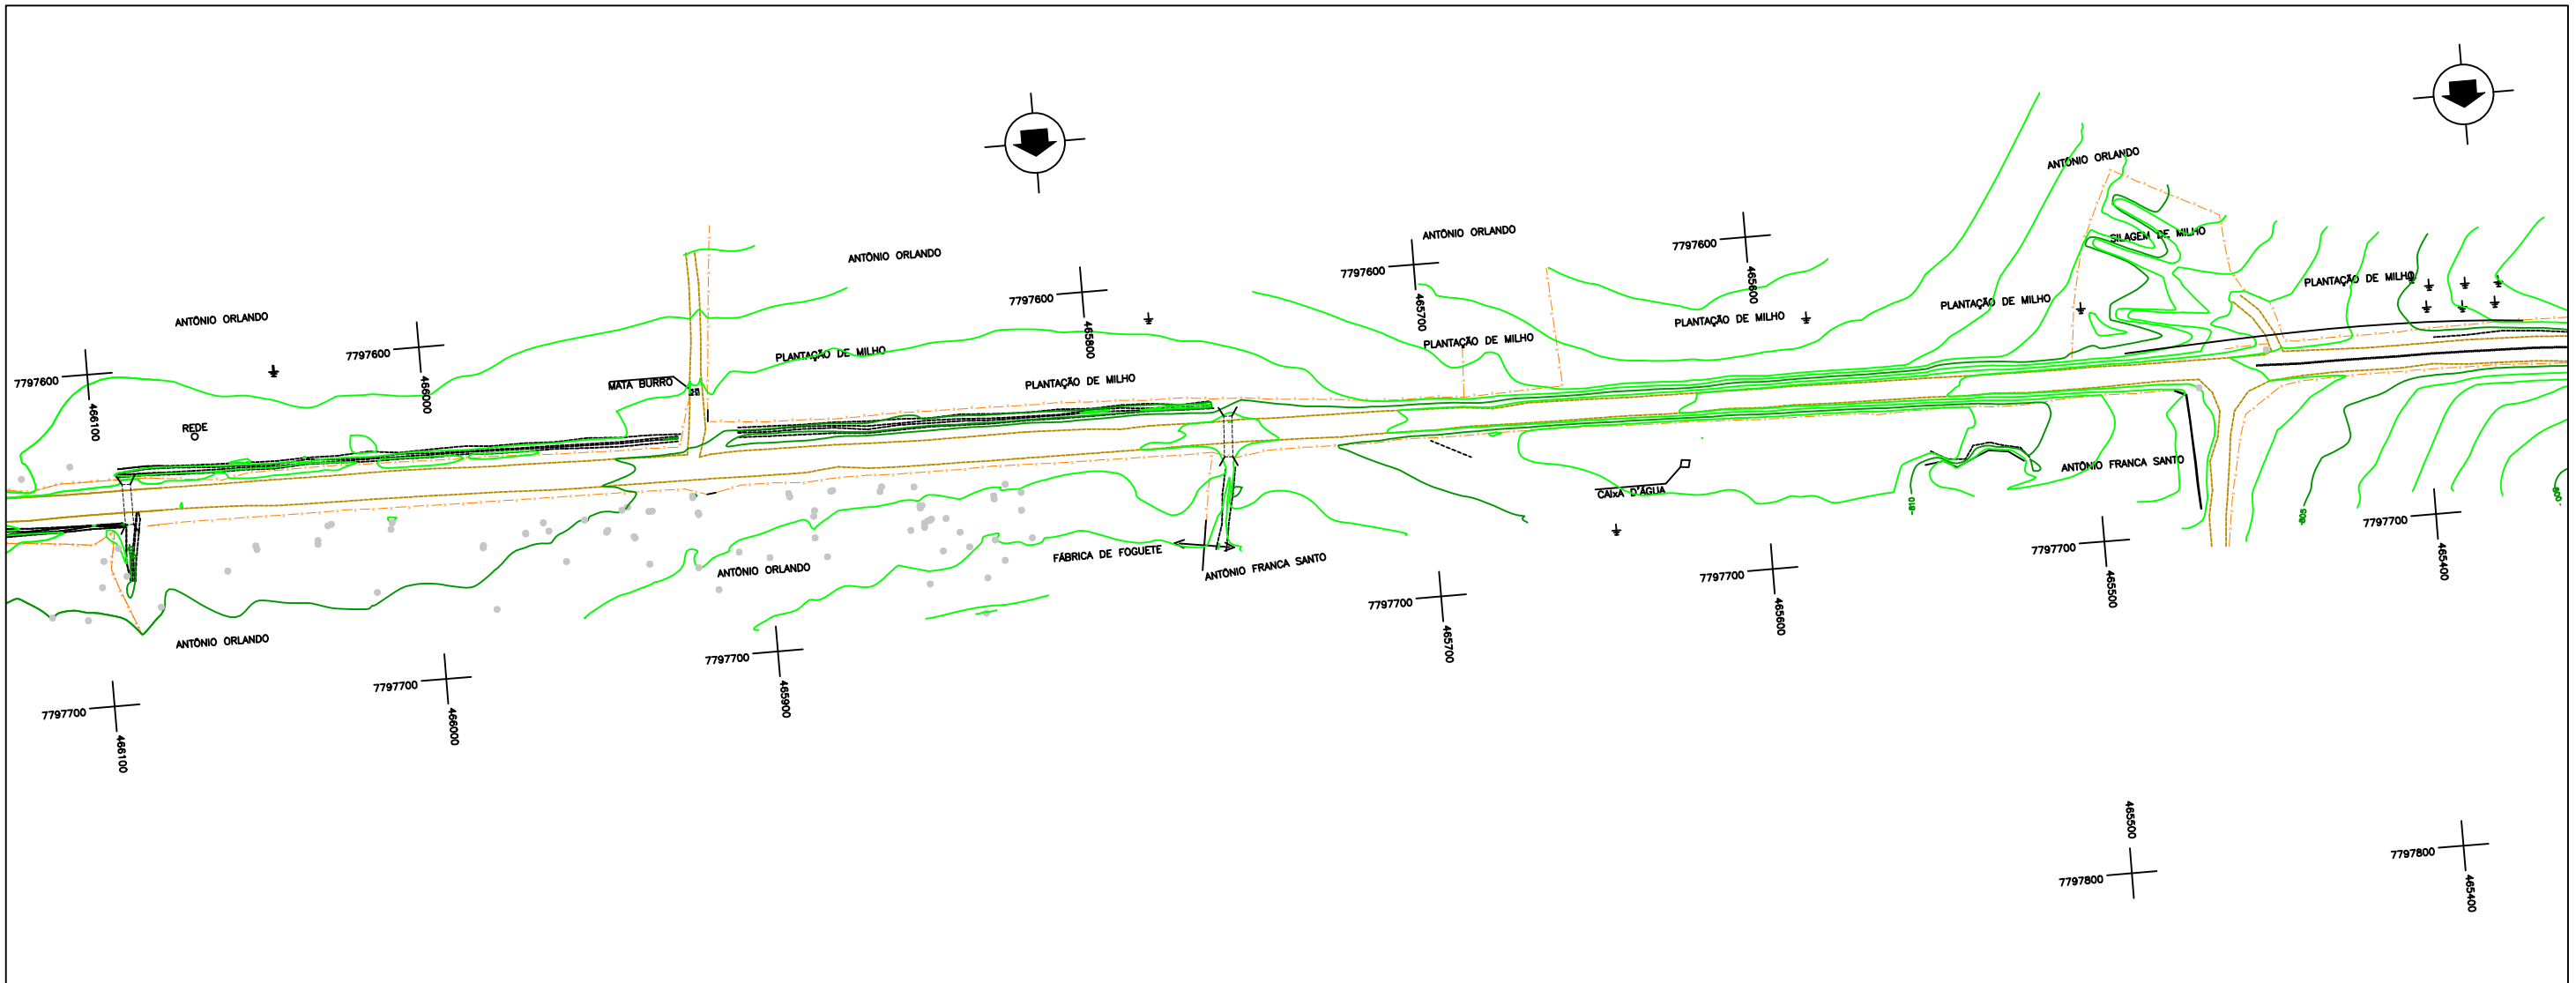 ANTÔNIO ORLANDO
ANTÔNIO ORLANDO
7797600
465600
SILAGEM DE MILHO
ANTÔNIO ORLANDO
7797600
465700
PLANTAÇÃO DE MILHO
7797600
465800
PLANTAÇÃO DE MILHO
ANTÔNIO ORLANDO
PLANTAÇÃO DE MILHO
PLANTAÇÃO DE MILHO
7797600
466000
PLANTAÇÃO DE MILHO
7797600
466100
MATA BURRO
PLANTAÇÃO DE MILHO
REDE
ANTÔNIO FRANCA SANTO
CAIXA D'ÁGUA
810
805
800
7797700
465400
7797700
465500
FÁBRICA DE FOGUETE
ANTÔNIO ORLANDO
ANTÔNIO FRANCA SANTO
7797700
465600
7797700
465700
ANTÔNIO ORLANDO
7797700
465900
7797700
466000
7797700
466100
465500
7797800
7797800
465400